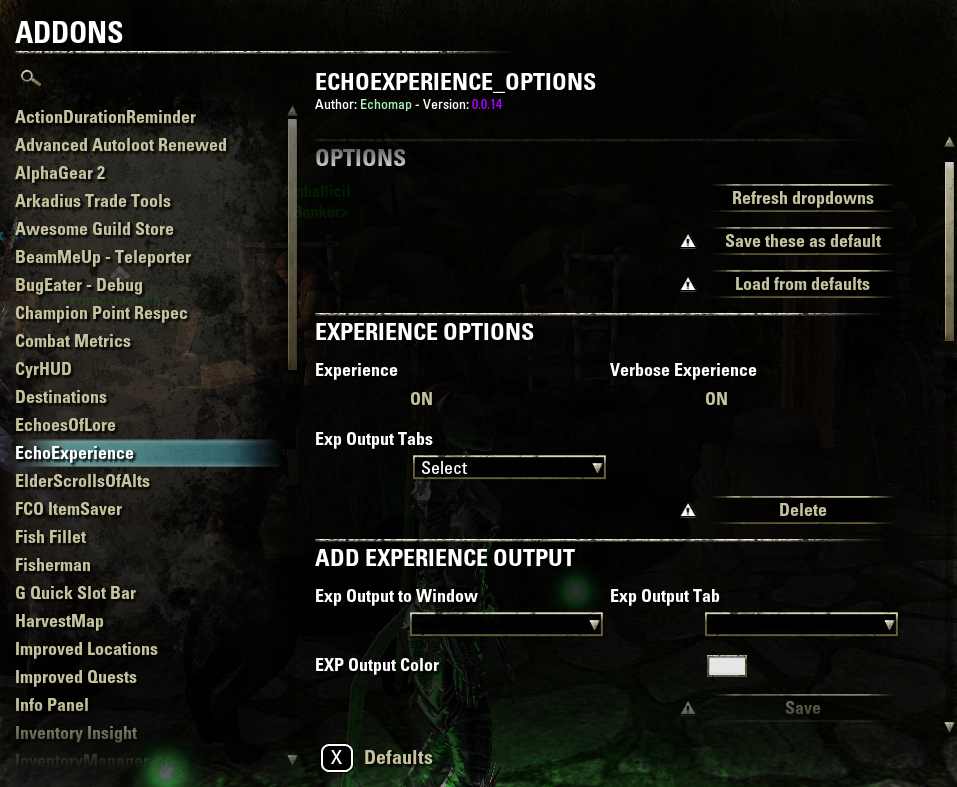 ADDONS
ActionDurationReminder
Advanced Autoloot Renewed
AlphaGear 2
Arkadius Trade Tools
Awesome Guild Store
BeamMeUp - Teleporter
BugEater - Debug
Champion Point Respec
Combat Metrics
CyrHUD
Destinations
EchoesOfLore
EchoExperience
ElderScrollsOfAlts
FCO ItemSaver
Fish Fillet
Fisherman
G Quick Slot Bar
HarvestMap
Improved Locations
Improved Quests
Info Panel
Inventory Insight
InventoryManager
ECHOEXPERIENCE_OPTIONS
Author: Echomap - Version: 0.0.14
OPTIONS
Refresh dropdowns
Save these as default
Load from defaults
EXPERIENCE OPTIONS
Experience Verbose Experience
ON ON
Exp Output Tabs
Select
Delete
ADD EXPERIENCE OUTPUT
Exp Output to Window Exp Output Tab
EXP Output Color
Save
X Defaults